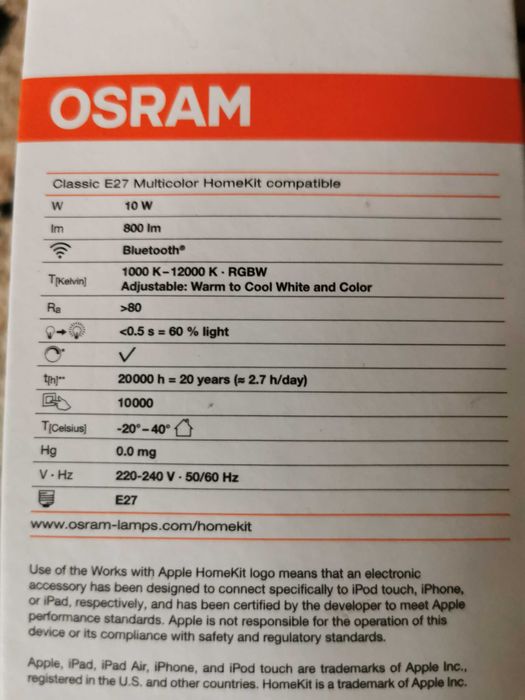 OSRAM
Classic E27 Multicolor HomeKit compatible
W 10 W
lm 800 lm
Bluetooth®
T[Kelvin] 1000 K–12000 K · RGBW
Adjustable: Warm to Cool White and Color
Ra >80
<0.5 s = 60 % light
t[h]** 20000 h = 20 years (≈ 2.7 h/day)
10000
T[Celsius] -20°–40°
Hg 0.0 mg
V · Hz 220-240 V · 50/60 Hz
E27
www.osram-lamps.com/homekit
Use of the Works with Apple HomeKit logo means that an electronic
accessory has been designed to connect specifically to iPod touch, iPhone,
or iPad, respectively, and has been certified by the developer to meet Apple
performance standards. Apple is not responsible for the operation of this
device or its compliance with safety and regulatory standards.
Apple, iPad, iPad Air, iPhone, and iPod touch are trademarks of Apple Inc.,
registered in the U.S. and other countries. HomeKit is a trademark of Apple Inc.